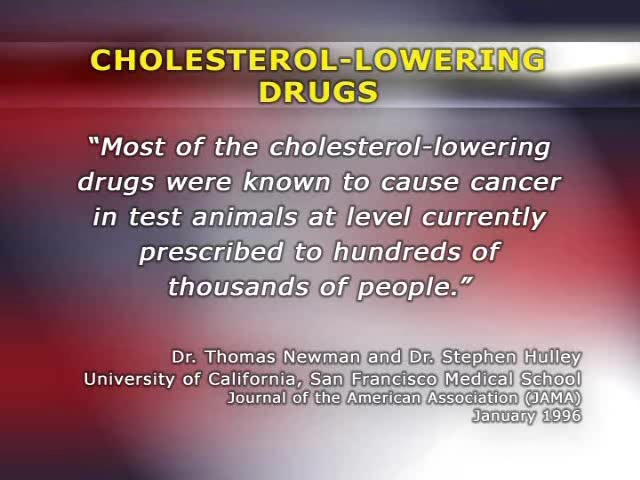 CHOLESTEROL-LOWERING
DRUGS
“Most of the cholesterol-lowering
drugs were known to cause cancer
in test animals at level currently
prescribed to hundreds of
thousands of people.”
Dr. Thomas Newman and Dr. Stephen Hulley
University of California, San Francisco Medical School
Journal of the American Association (JAMA)
January 1996